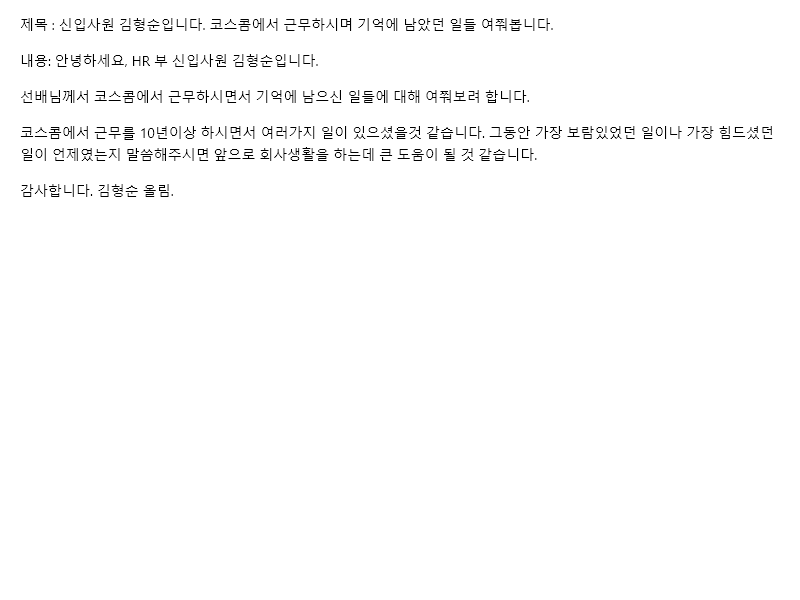 제목 : 신입사원 김형순입니다. 코스콤에서 근무하시며 기억에 남았던 일들 여쭤봅니다.
내용: 안녕하세요, HR 부 신입사원 김형순입니다.
선배님께서 코스콤에서 근무하시면서 기억에 남으신 일들에 대해 여쭤보려 합니다.
코스콤에서 근무를 10년이상 하시면서 여러가지 일이 있으셨을것 같습니다. 그동안 가장 보람있었던 일이나 가장 힘드셨던
일이 언제였는지 말씀해주시면 앞으로 회사생활을 하는데 큰 도움이 될 것 같습니다.
감사합니다. 김형순 올림.